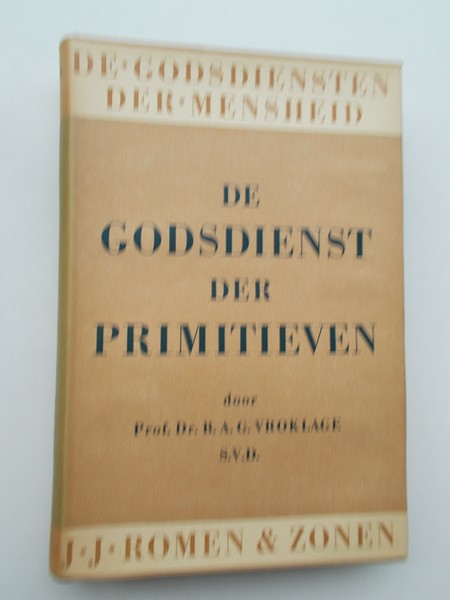 DE·GODSDIENSTEN
DER·MENSHEID
DE
GODSDIENST
DER
PRIMITIEVEN
door
Prof. Dr. B. A. G. VROKLAGE
S.V.D.
J·J·ROMEN & ZONEN